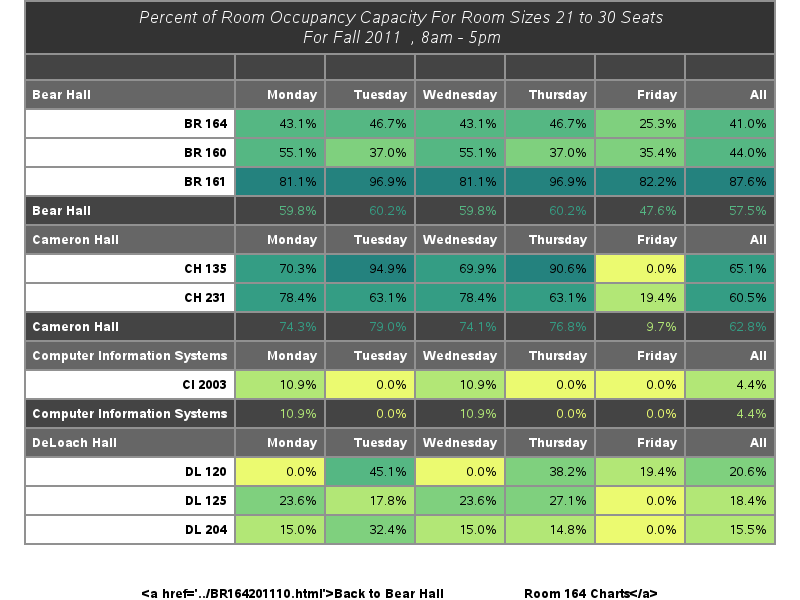 Percent of Room Occupancy Capacity For Room Sizes 21 to 30 Seats
For Fall 2011 , 8am - 5pm
Bear Hall Monday Tuesday Wednesday Thursday Friday All
BR 164 43.1% 46.7% 43.1% 46.7% 25.3% 41.0%
BR 160 55.1% 37.0% 55.1% 37.0% 35.4% 44.0%
BR 161 81.1% 96.9% 81.1% 96.9% 82.2% 87.6%
Bear Hall 59.8% 60.2% 59.8% 60.2% 47.6% 57.5%
Cameron Hall Monday Tuesday Wednesday Thursday Friday All
CH 135 70.3% 94.9% 69.9% 90.6% 0.0% 65.1%
CH 231 78.4% 63.1% 78.4% 63.1% 19.4% 60.5%
Cameron Hall 74.3% 79.0% 74.1% 76.8% 9.7% 62.8%
Computer Information Systems Monday Tuesday Wednesday Thursday Friday All
CI 2003 10.9% 0.0% 10.9% 0.0% 0.0% 4.4%
Computer Information Systems 10.9% 0.0% 10.9% 0.0% 0.0% 4.4%
DeLoach Hall Monday Tuesday Wednesday Thursday Friday All
DL 120 0.0% 45.1% 0.0% 38.2% 19.4% 20.6%
DL 125 23.6% 17.8% 23.6% 27.1% 0.0% 18.4%
DL 204 15.0% 32.4% 15.0% 14.8% 0.0% 15.5%
<a href='../BR164201110.html'>Back to Bear Hall Room 164 Charts</a>